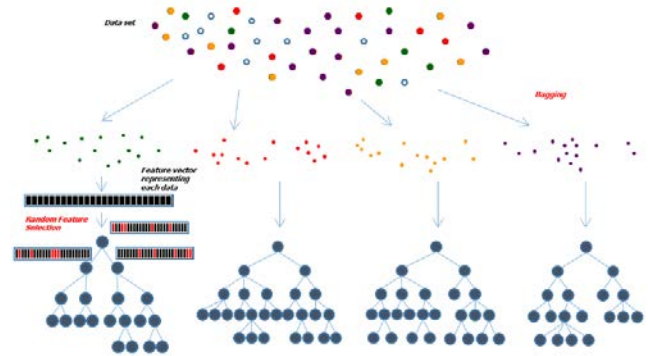 Data set
Bagging
Feature vector
representing
each data
Random Feature
Selection